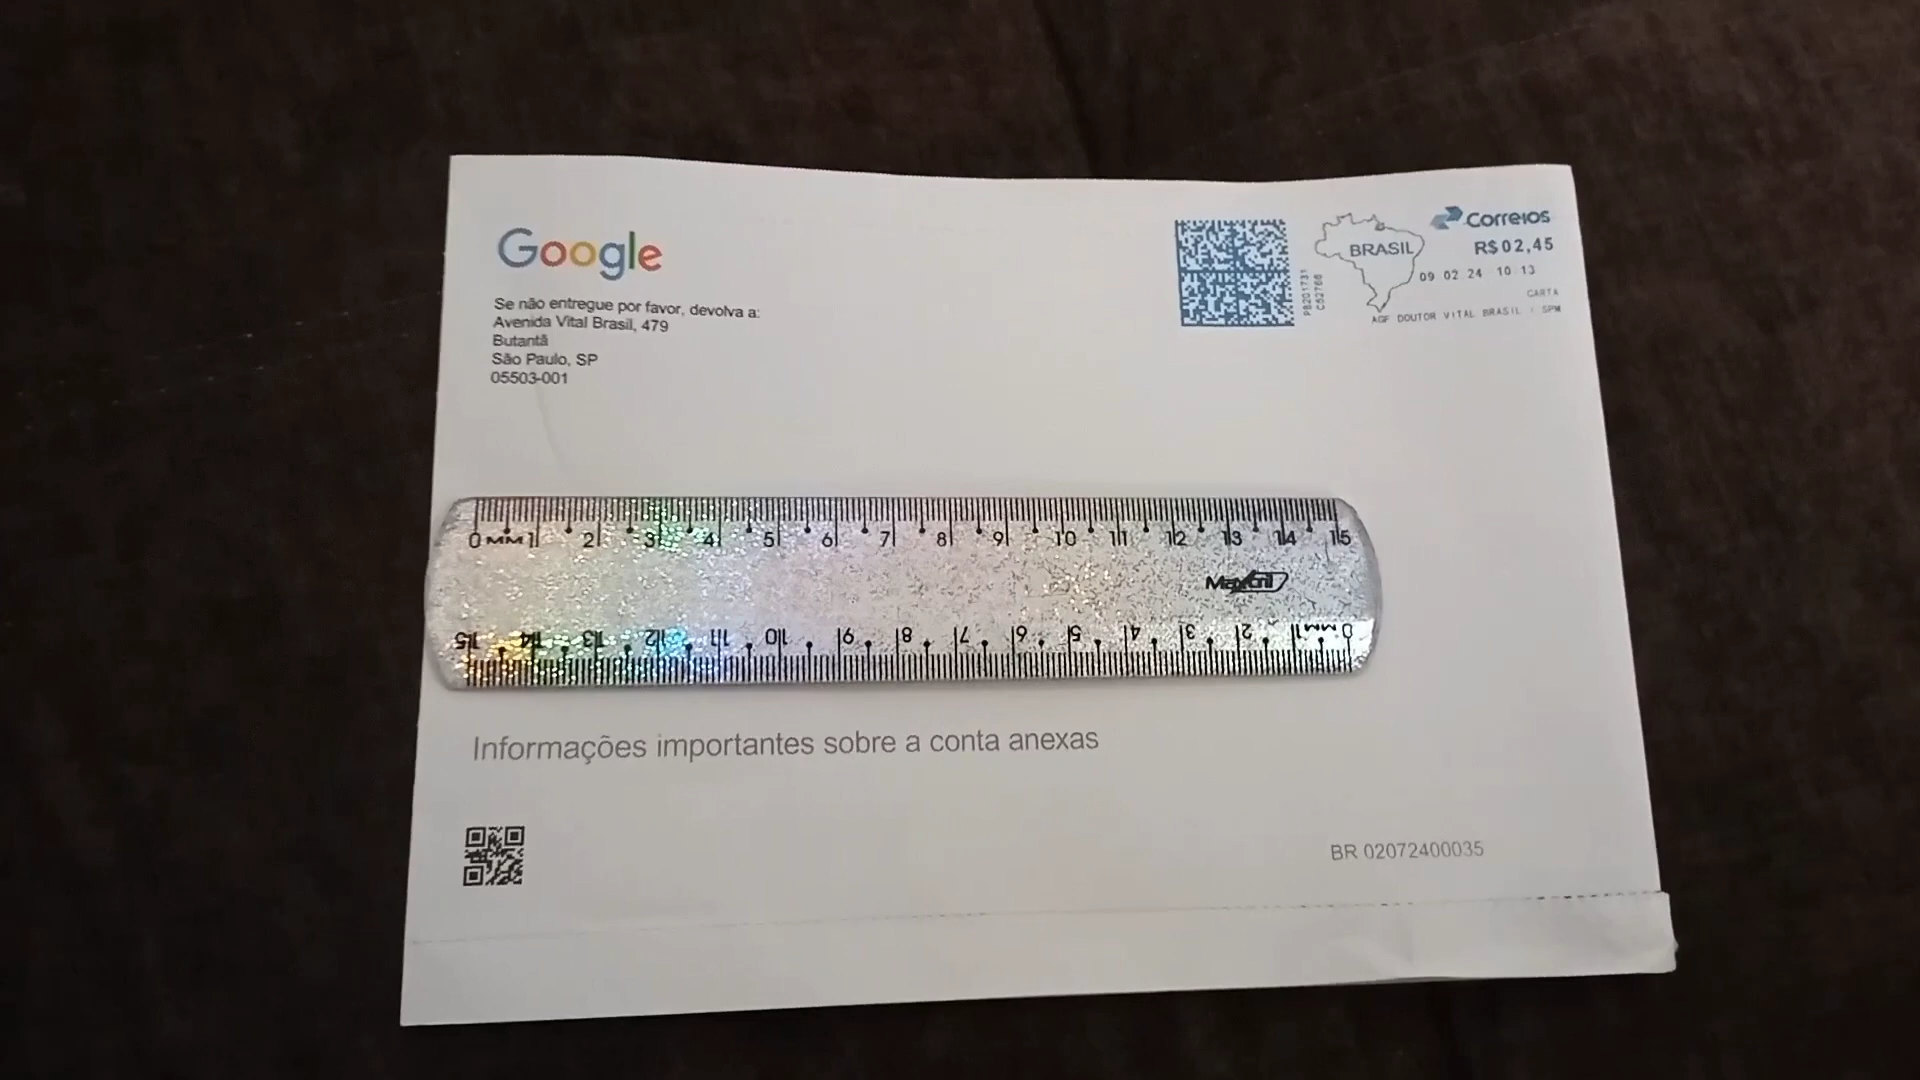 Google
Se não entregue por favor, devolva a:
Avenida Vital Brasil, 479
Butantã
São Paulo, SP
05503-001
Correios
BRASIL
R$ 02,45
09 02 24 10 13
CARTA
AGF DOUTOR VITAL BRASIL / SPM
0 MM 1 2 3 4 5 6 7 8 9 10 11 12 13 14 15
15 14 13 12 11 10 9 8 7 6 5 4 3 2 1 MM 0
Informações importantes sobre a conta anexas
BR 02072400035